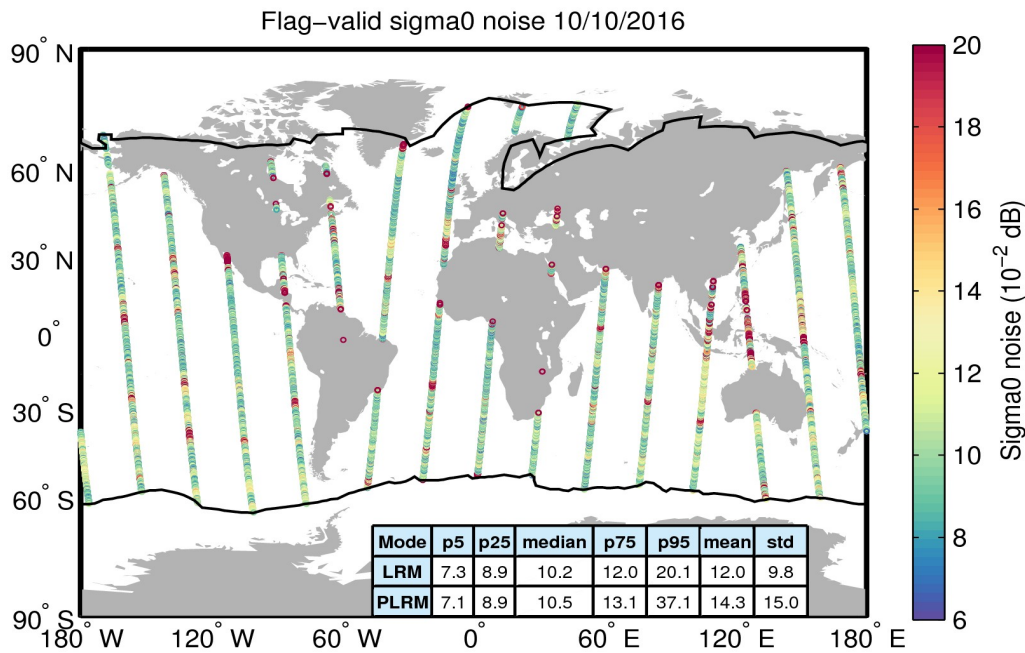 Flag−valid sigma0 noise 10/10/2016
90° N
60° N
30° N
0°
30° S
60° S
90° S
180° W 120° W 60° W 0° 60° E 120° E 180° E
Mode p5 p25 median p75 p95 mean std
LRM 7.3 8.9 10.2 12.0 20.1 12.0 9.8
PLRM 7.1 8.9 10.5 13.1 37.1 14.3 15.0
20
18
16
14
12
10
8
6
Sigma0 noise (10⁻² dB)